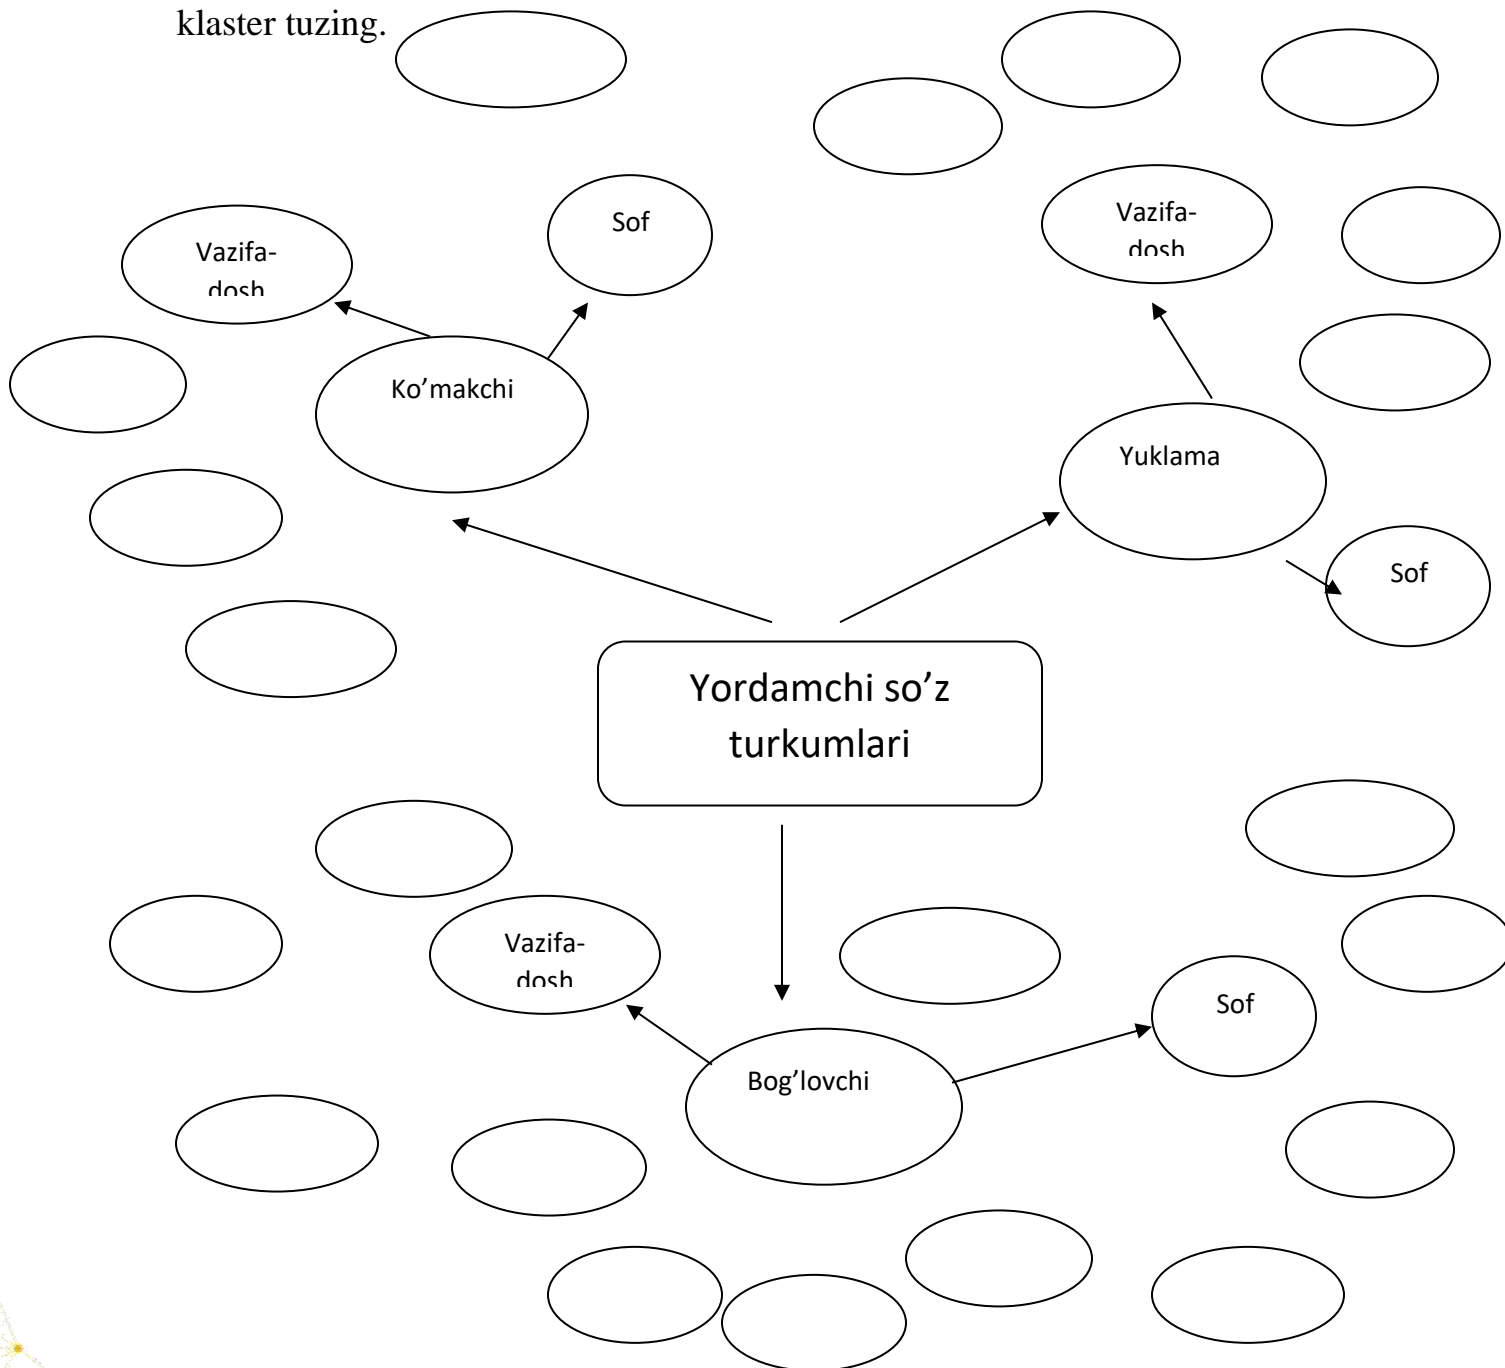 klaster tuzing.
Sof
Vazifa-
dosh
Vazifa-
dosh
Ko’makchi
Yuklama
Sof
Yordamchi so’z
turkumlari
Vazifa-
dosh
Sof
Bog’lovchi